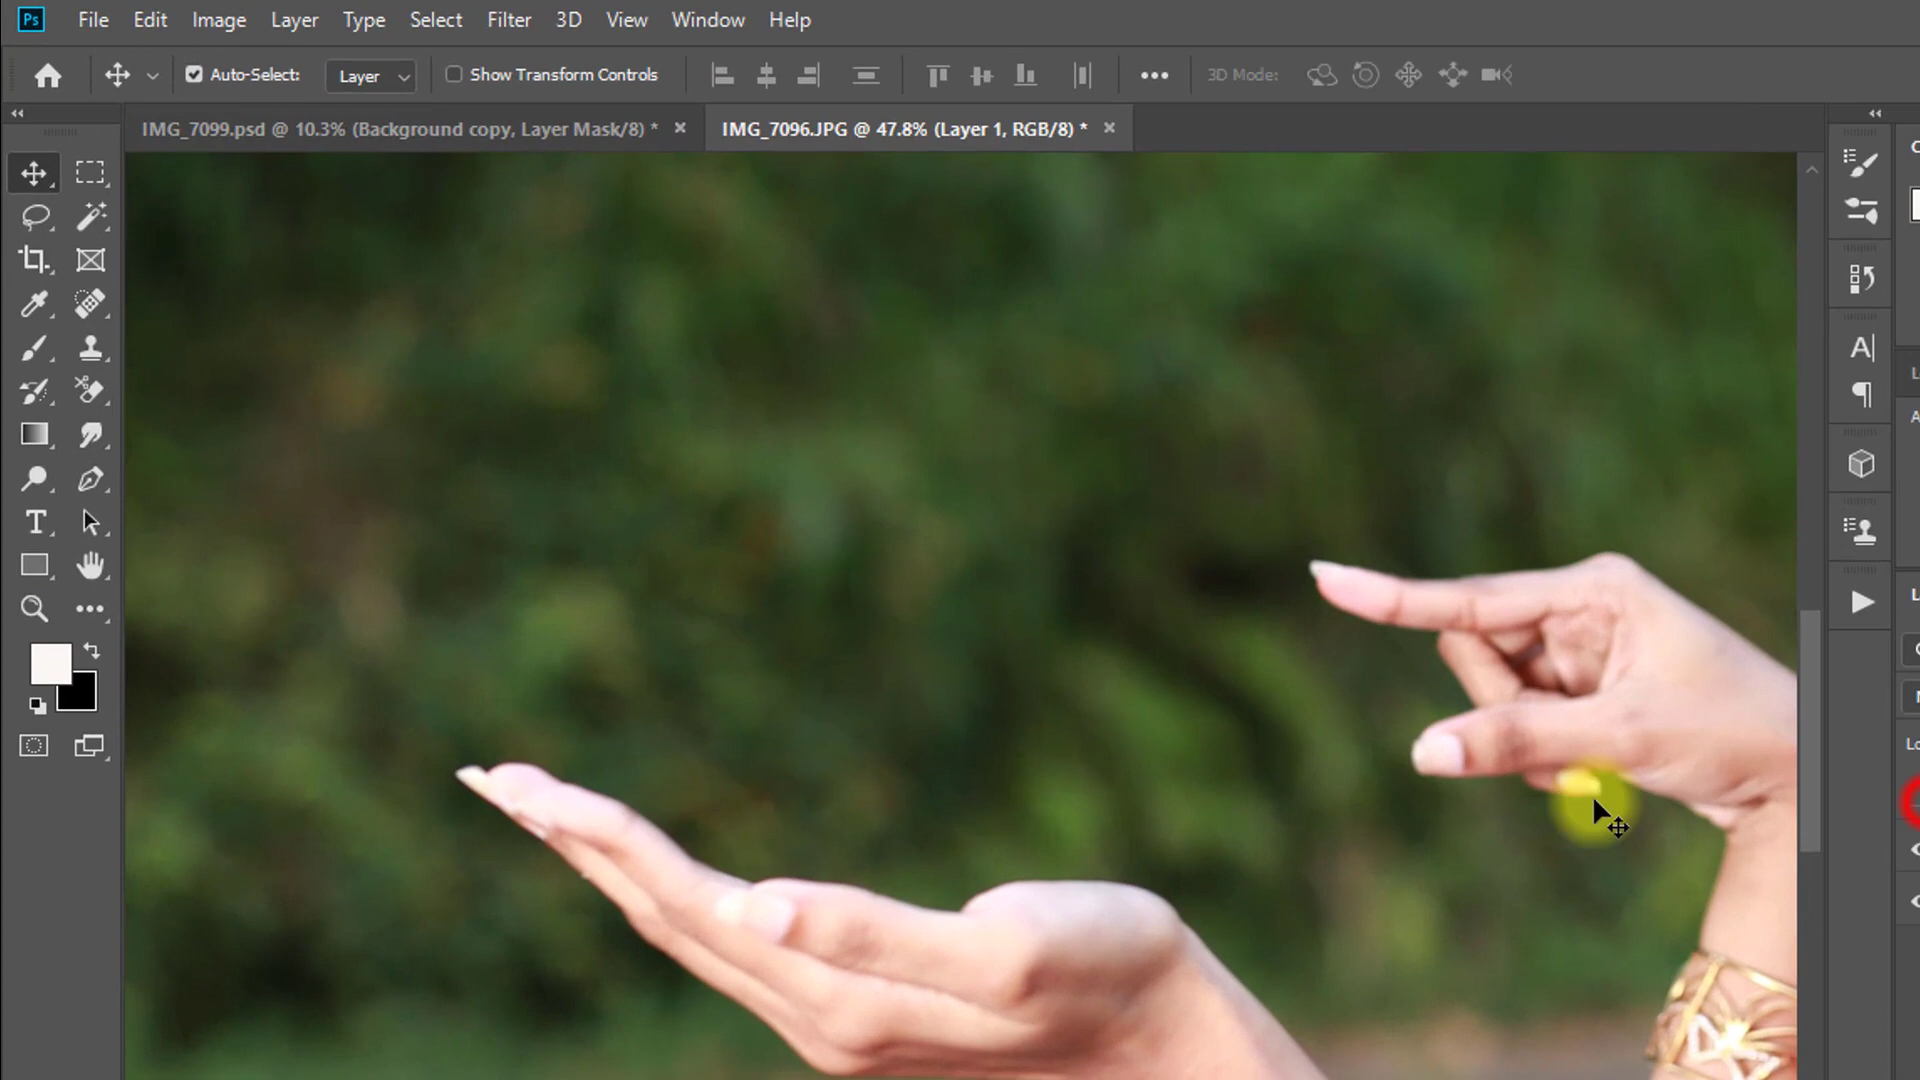 Ps File Edit Image Layer Type Select Filter 3D View Window Help
Auto-Select: Layer Show Transform Controls 3D Mode:
IMG_7099.psd @ 10.3% (Background copy, Layer Mask/8) * × IMG_7096.JPG @ 47.8% (Layer 1, RGB/8) * ×